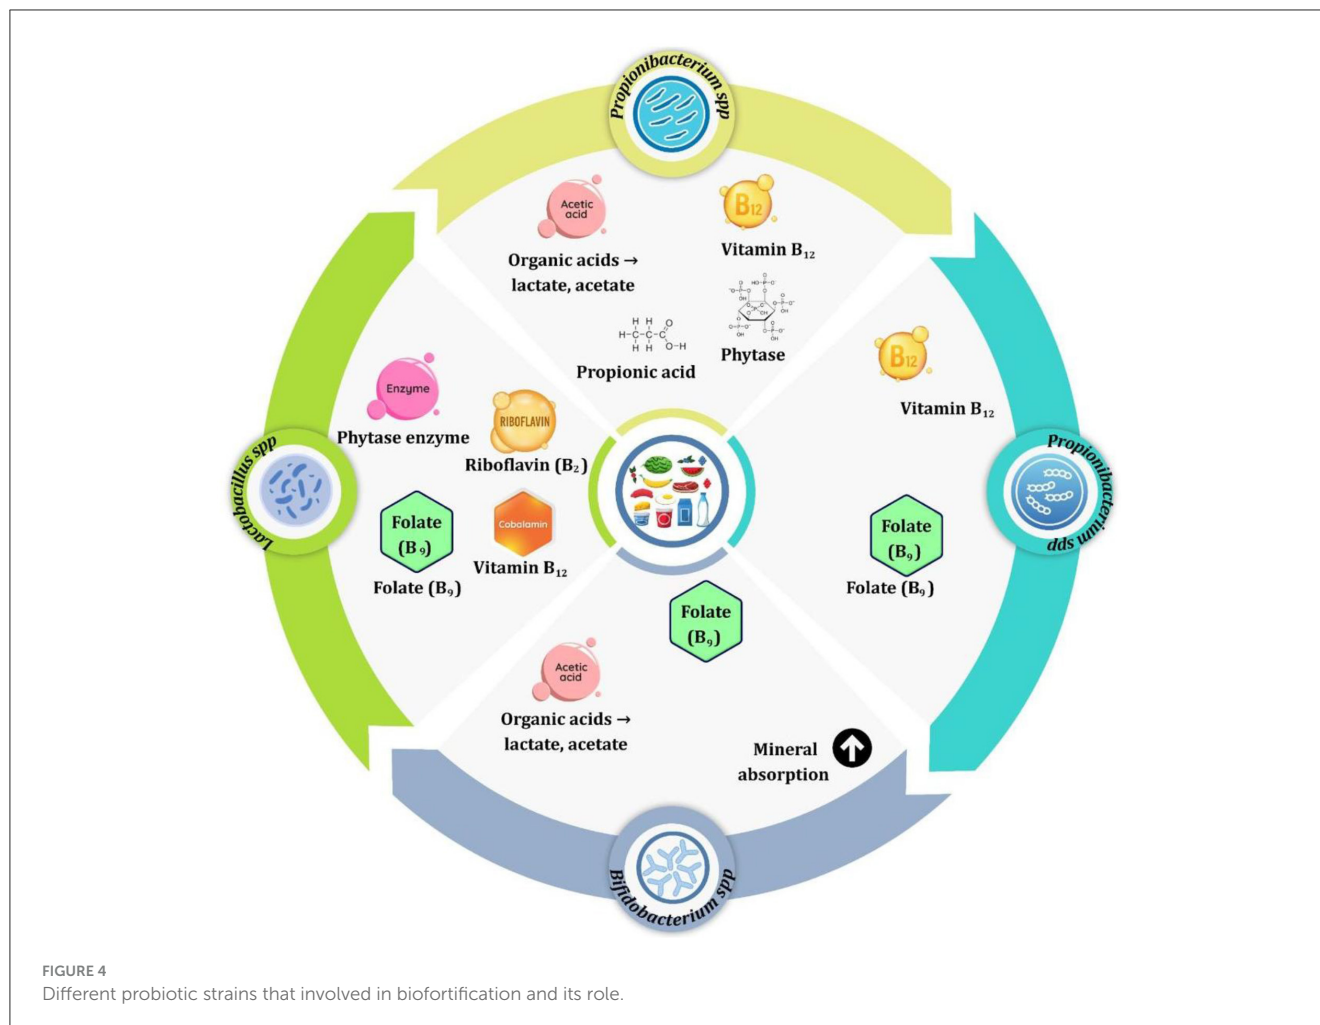 Propionibacterium spp
Acetic
acid
Organic acids →
lactate, acetate
B12
Vitamin B₁₂
Propionic acid
Phytase
B12
Vitamin B₁₂
Folate
(B₉)
Folate (B₉)
Propionibacterium spp
Enzyme
Phytase enzyme
RIBOFLAVIN
Riboflavin (B₂)
Folate
(B₉)
Folate (B₉)
Cobalamin
Vitamin B₁₂
Lactobacillus spp
Folate
(B₉)
Acetic
acid
Organic acids →
lactate, acetate
Mineral
absorption
Bifidobacterium spp
FIGURE 4
Different probiotic strains that involved in biofortification and its role.